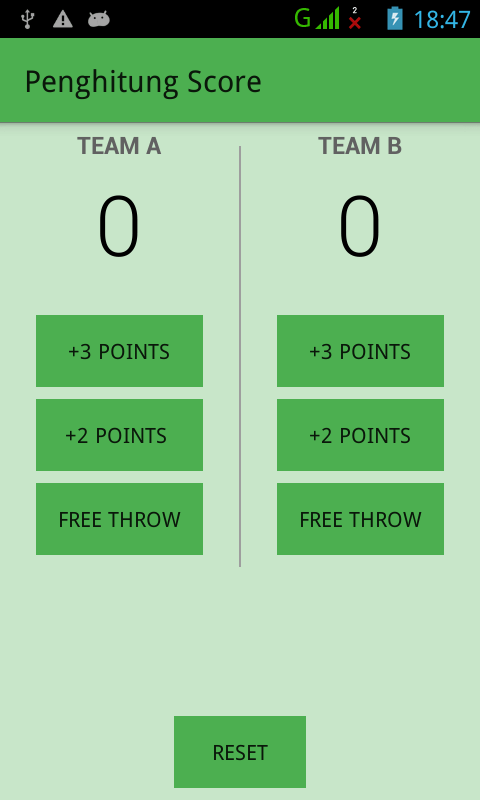 G 2 18:47
Penghitung Score
TEAM A
0
+3 POINTS
+2 POINTS
FREE THROW
TEAM B
0
+3 POINTS
+2 POINTS
FREE THROW
RESET